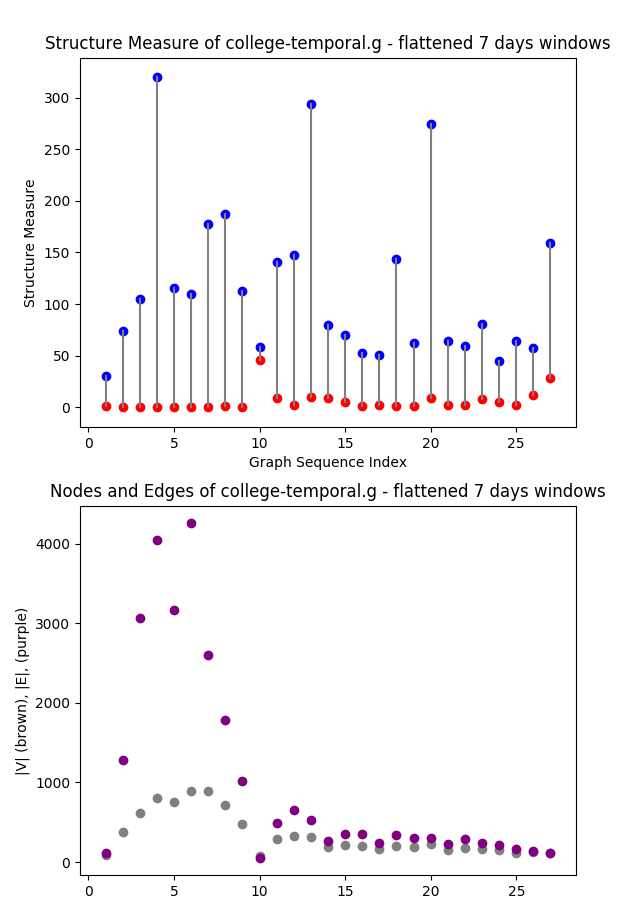 Structure Measure of college-temporal.g - flattened 7 days windows
300
250
200
150
100
50
0
Structure Measure
0 5 10 15 20 25
Graph Sequence Index
Nodes and Edges of college-temporal.g - flattened 7 days windows
4000
3000
2000
1000
0
|V| (brown), |E|, (purple)
0 5 10 15 20 25